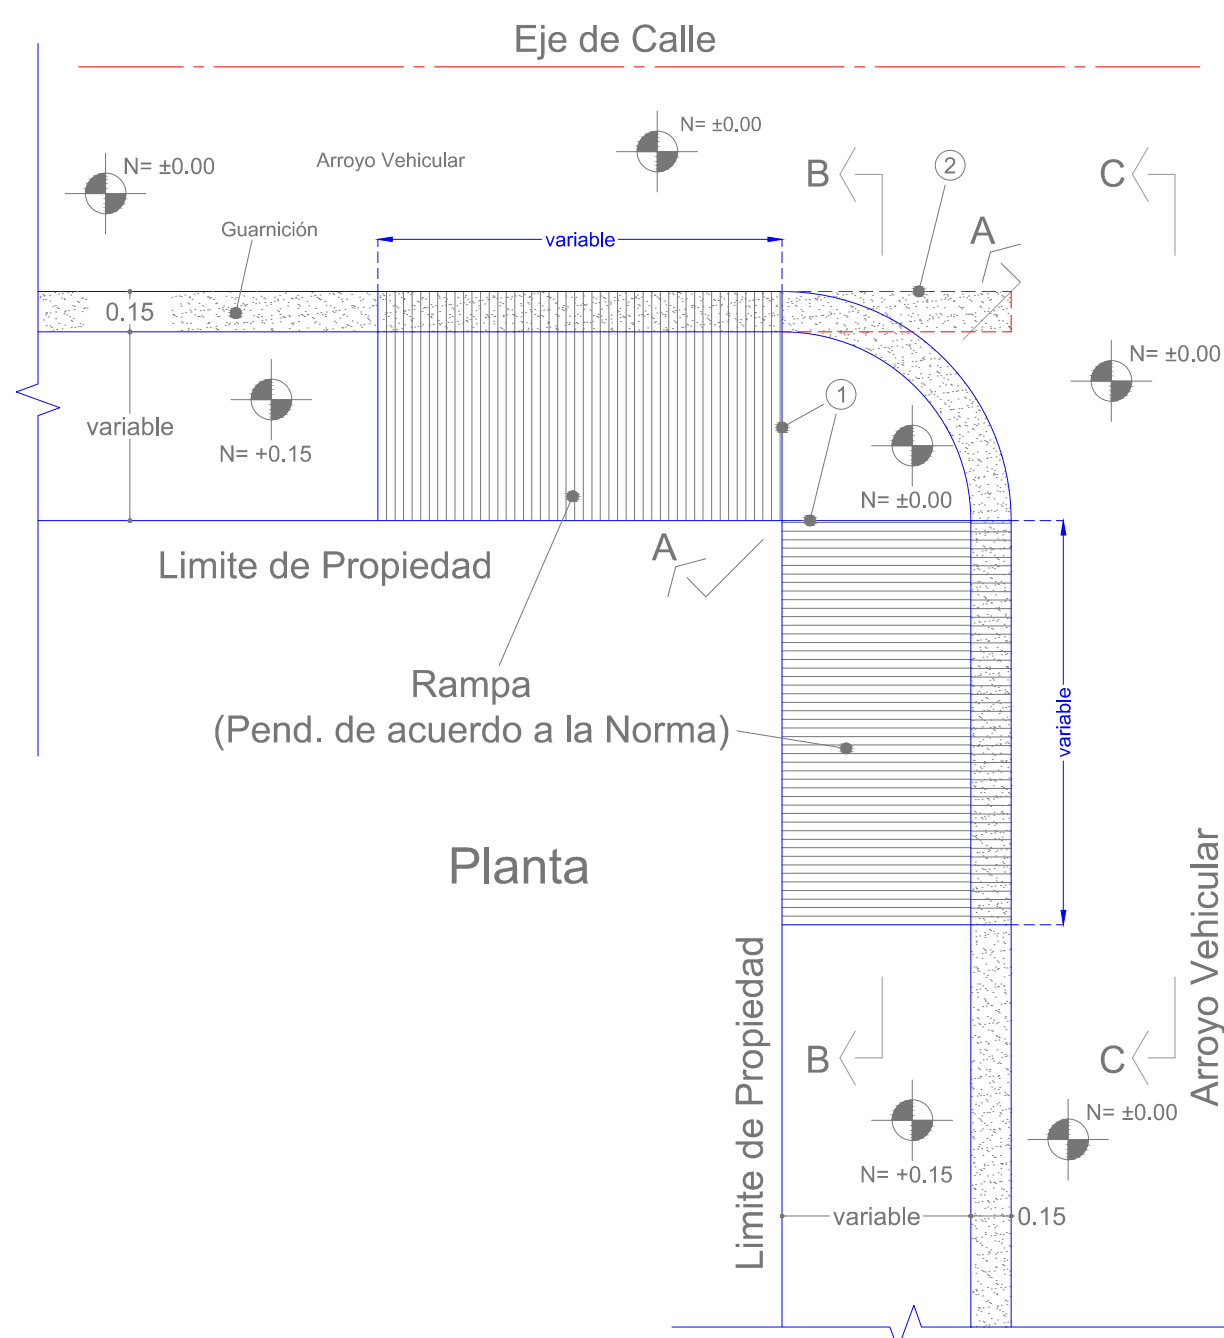 Eje de Calle
N= ±0.00
N= ±0.00
Arroyo Vehicular
B
2
C
A
Guarnición
variable
0.15
N= ±0.00
1
variable
N= +0.15
N= ±0.00
Limite de Propiedad
A
Rampa
(Pend. de acuerdo a la Norma)
variable
Planta
Arroyo Vehicular
Limite de Propiedad
B
C
N= ±0.00
N= +0.15
variable
0.15